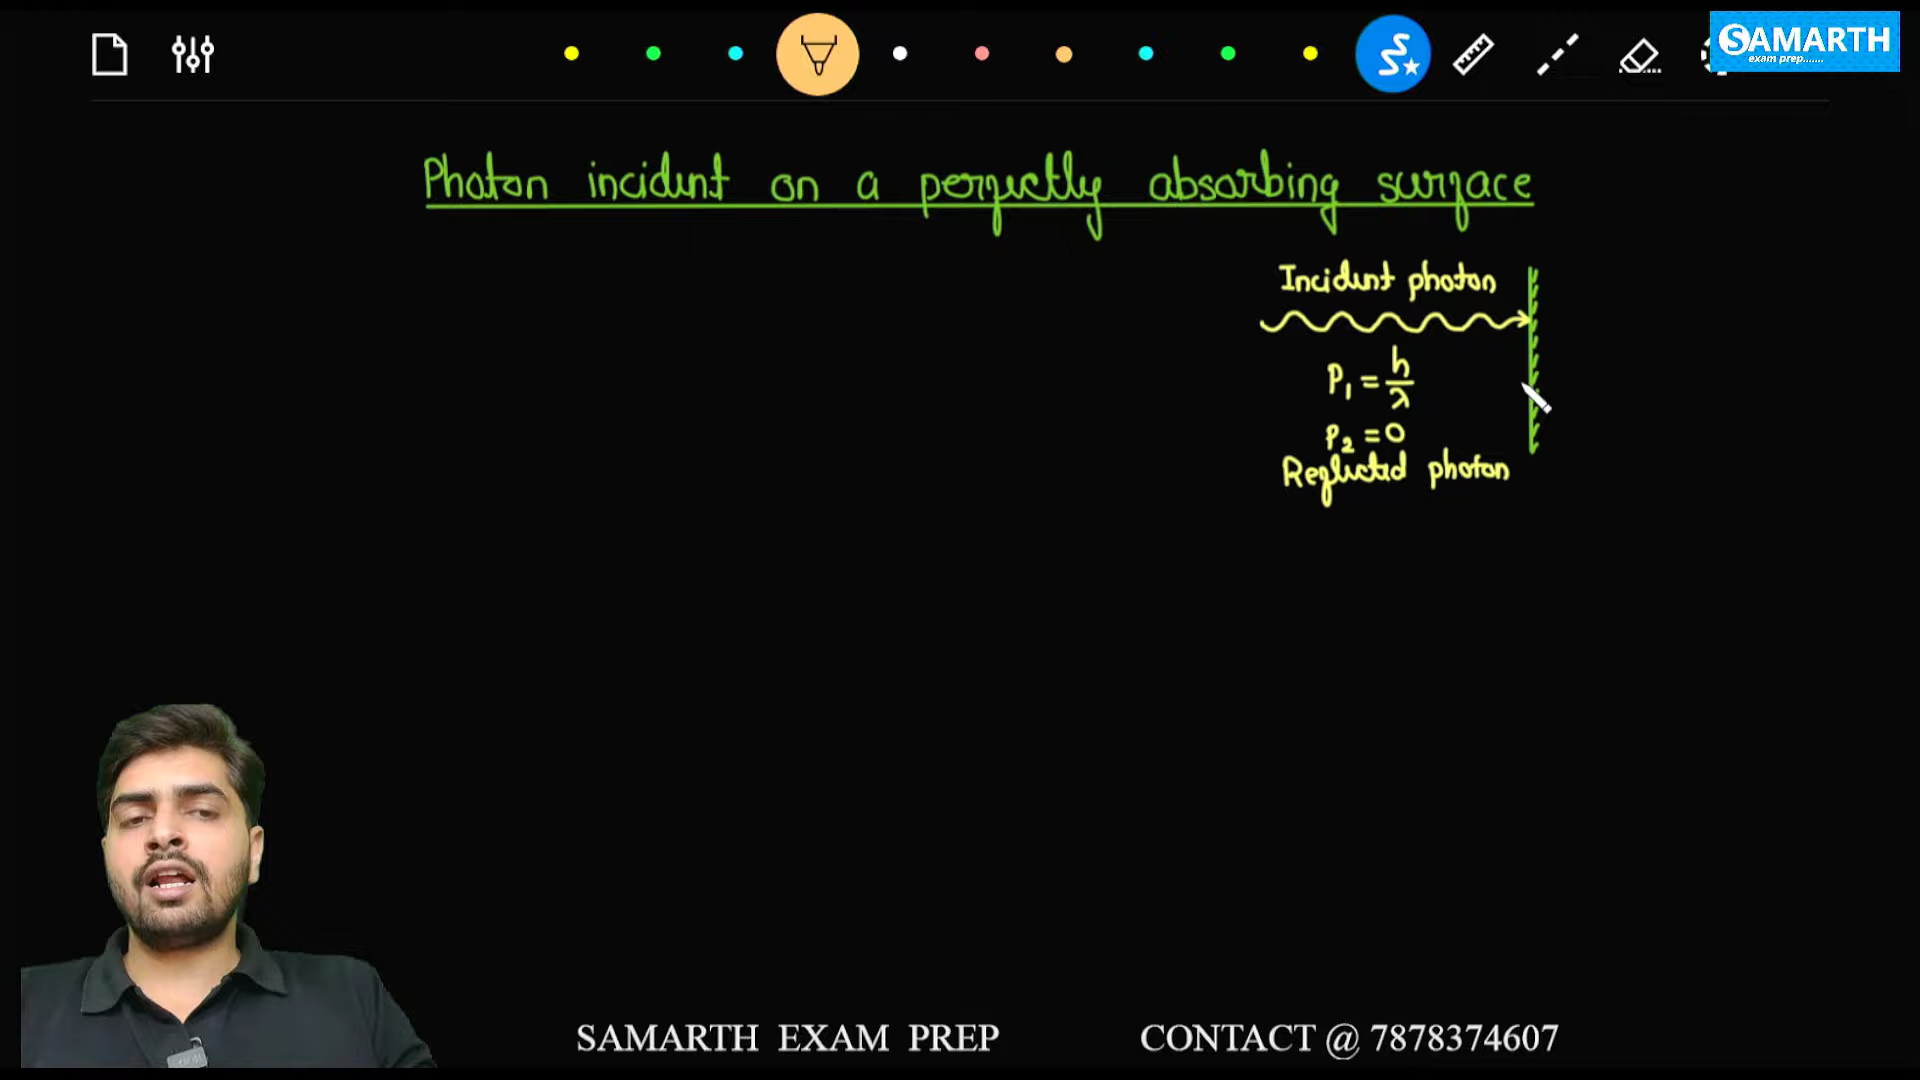 SAMARTH
exam prep.......
Photon incident on a perfectly absorbing surface
Incident photon
P₁ = h/λ
P₂ = 0
Reflected photon
SAMARTH EXAM PREP
CONTACT @ 7878374607